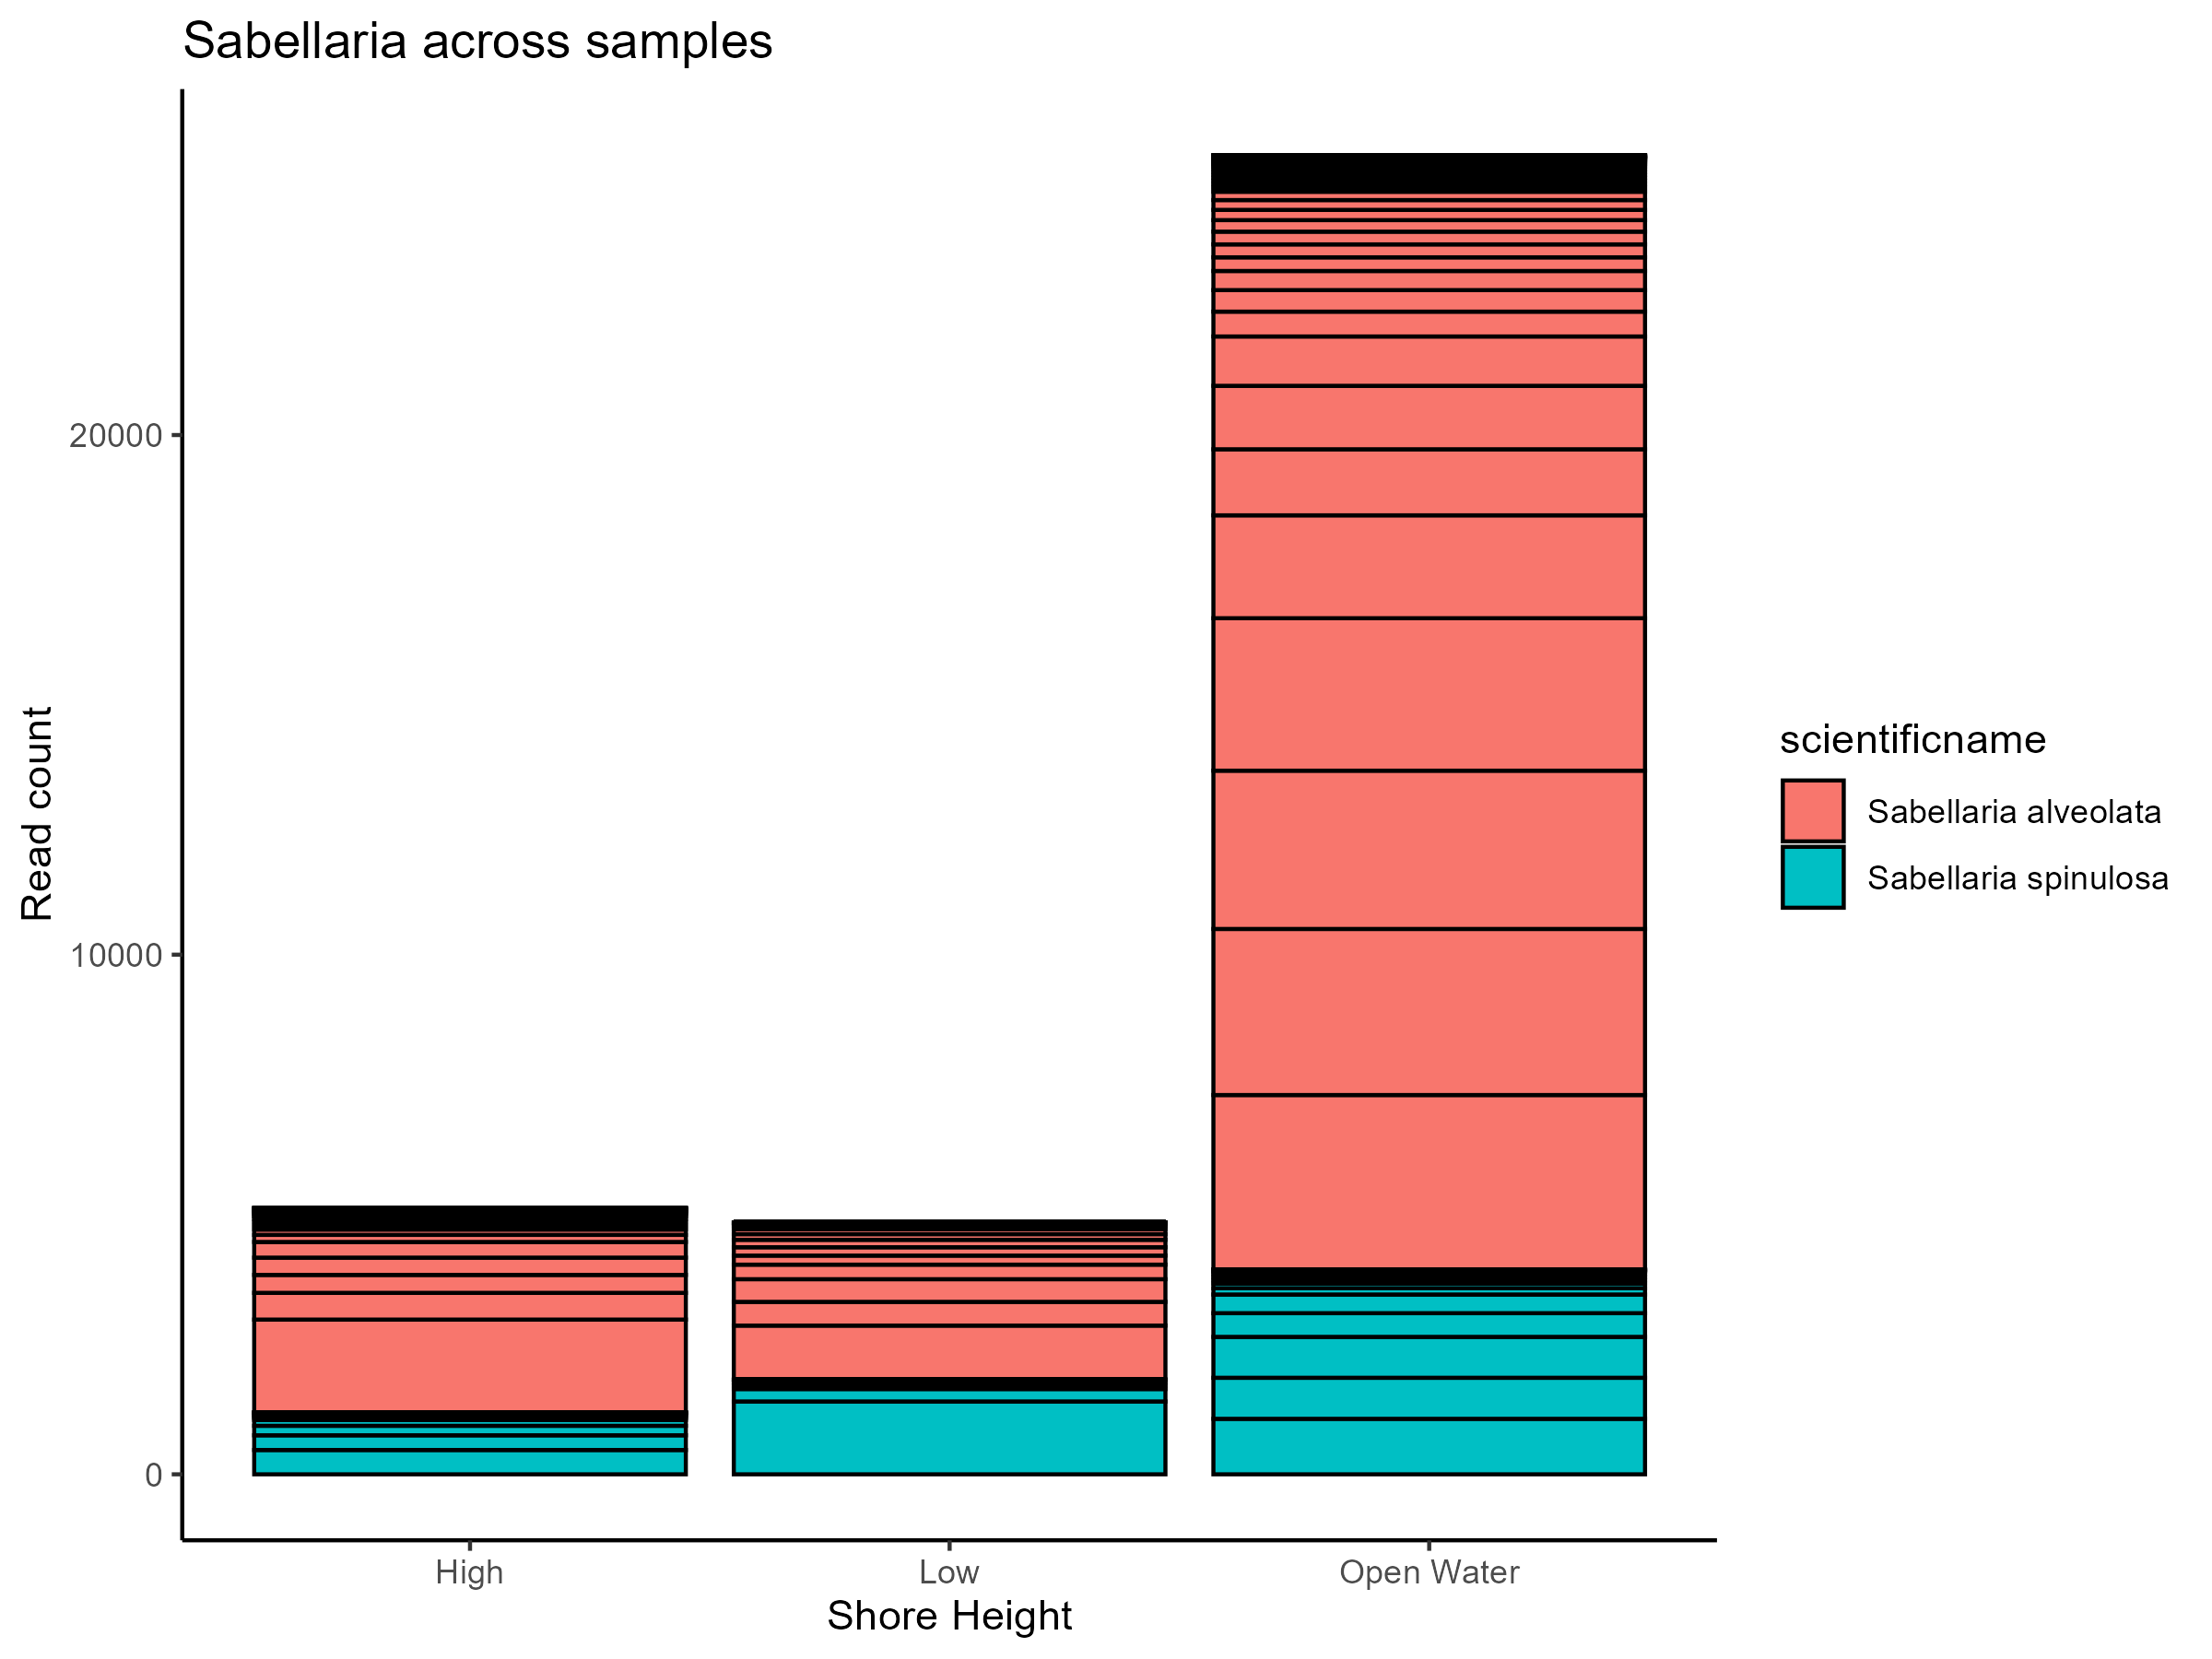 Sabellaria across samples
Read count
20000
10000
0
High
Low
Open Water
Shore Height
scientificname
Sabellaria alveolata
Sabellaria spinulosa